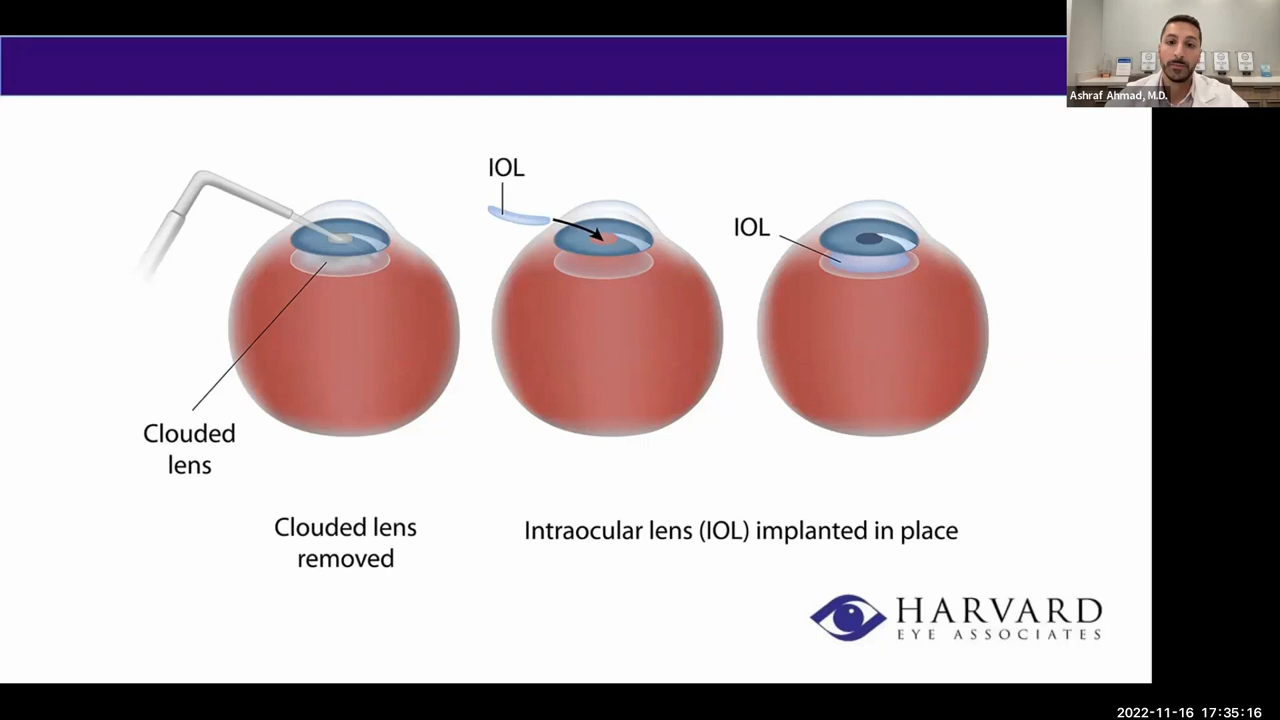 Ashraf Ahmad, M.D.
IOL
IOL
Clouded
lens
Clouded lens
removed
Intraocular lens (IOL) implanted in place
HARVARD
EYE ASSOCIATES
2022-11-16 17:35:16